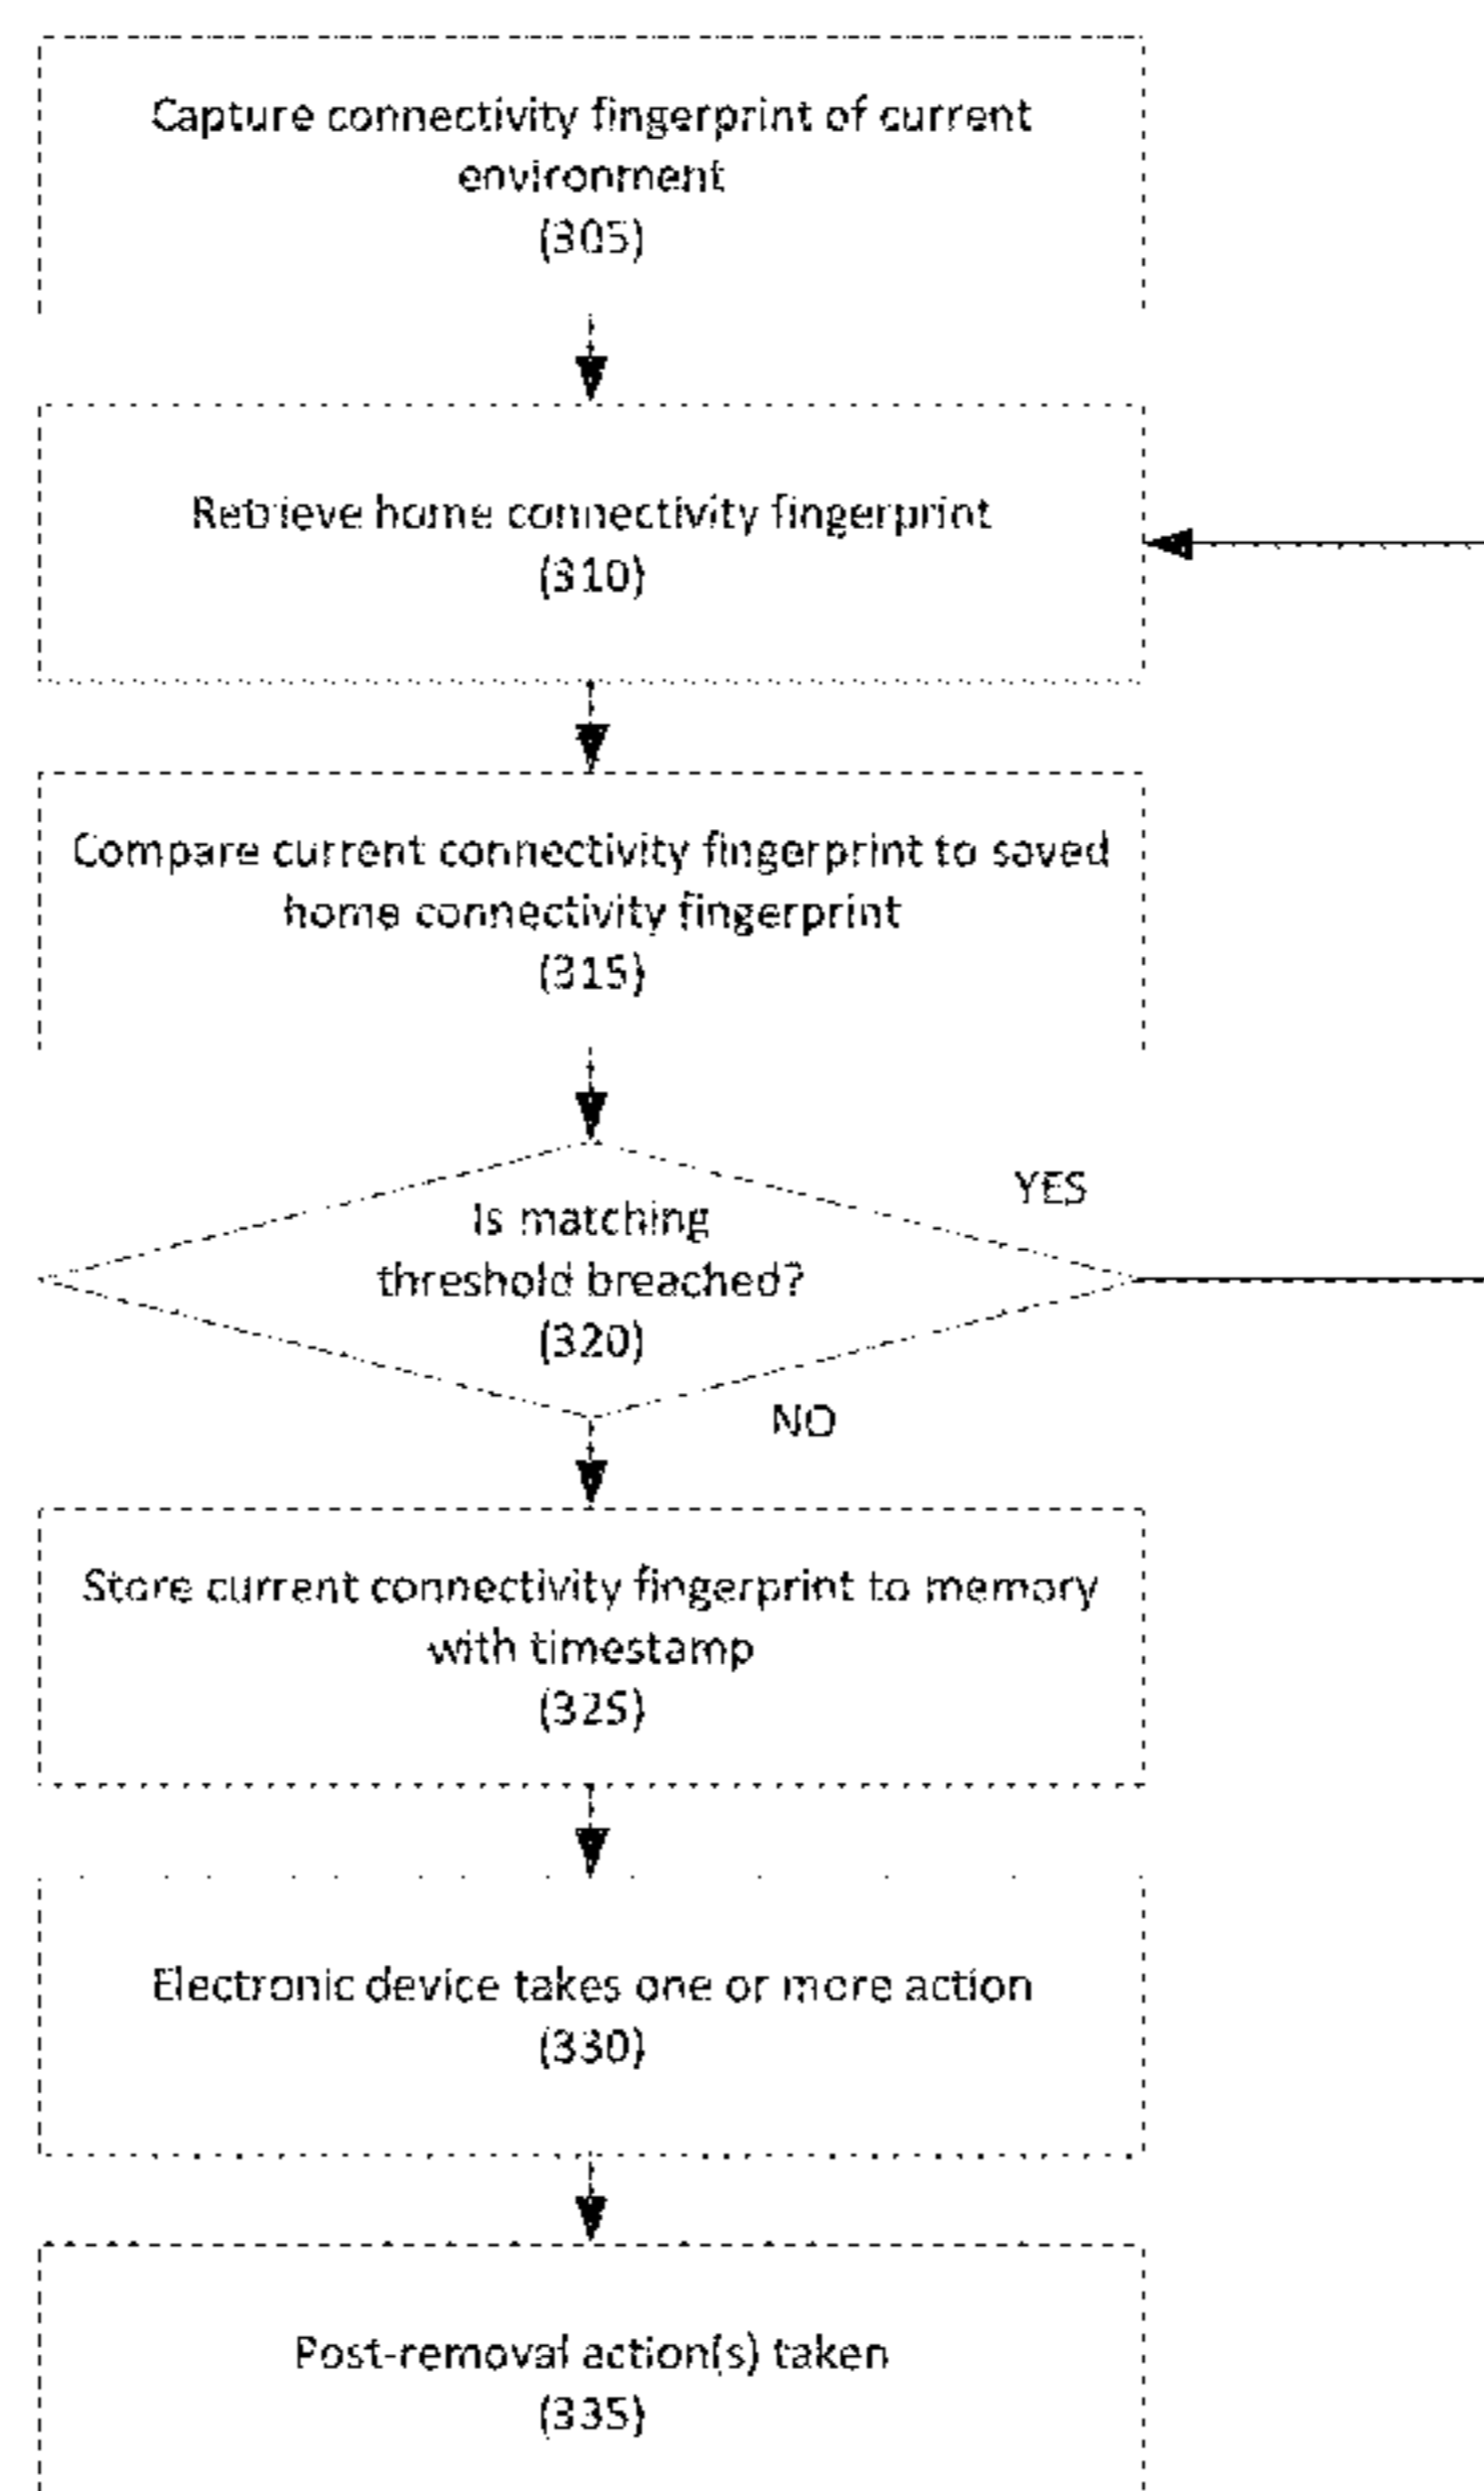 Capture connectivity fingerprint of current
environment
(305)
Retrieve home connectivity fingerprint
(310)
Compare current connectivity fingerprint to saved
home connectivity fingerprint
(315)
YES
Is matching
threshold breached?
(320)
NO
Store current connectivity fingerprint to memory
with timestamp
(325)
Electronic device takes one or more action
(330)
Post-removal action(s) taken
(335)